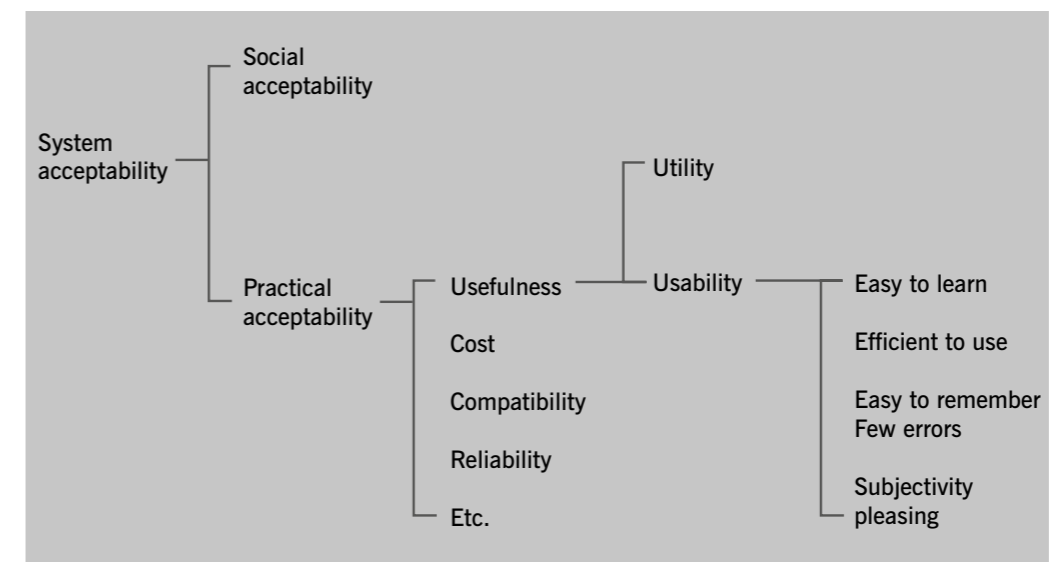 Social
acceptability
System
acceptability
Utility
Practical
acceptability
Usefulness
Usability
Easy to learn
Cost
Efficient to use
Compatibility
Easy to remember
Few errors
Reliability
Subjectivity
pleasing
Etc.